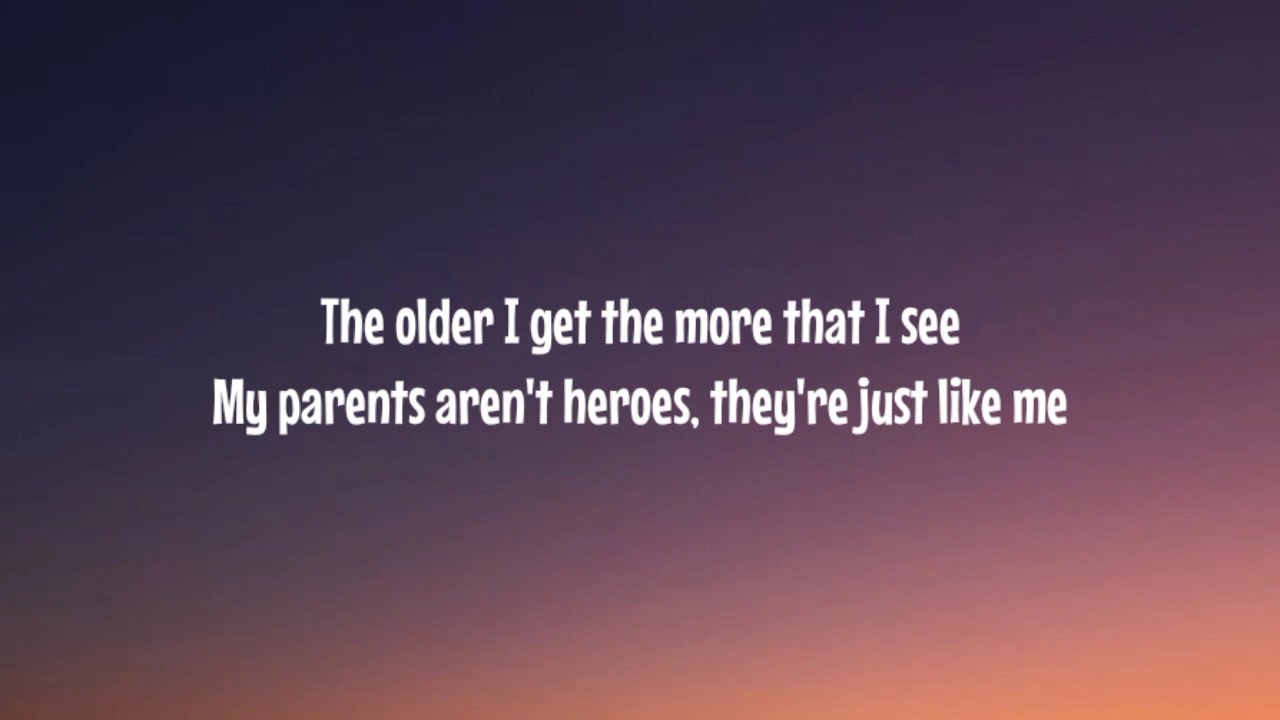 The older I get the more that I see
My parents aren't heroes, they're just like me